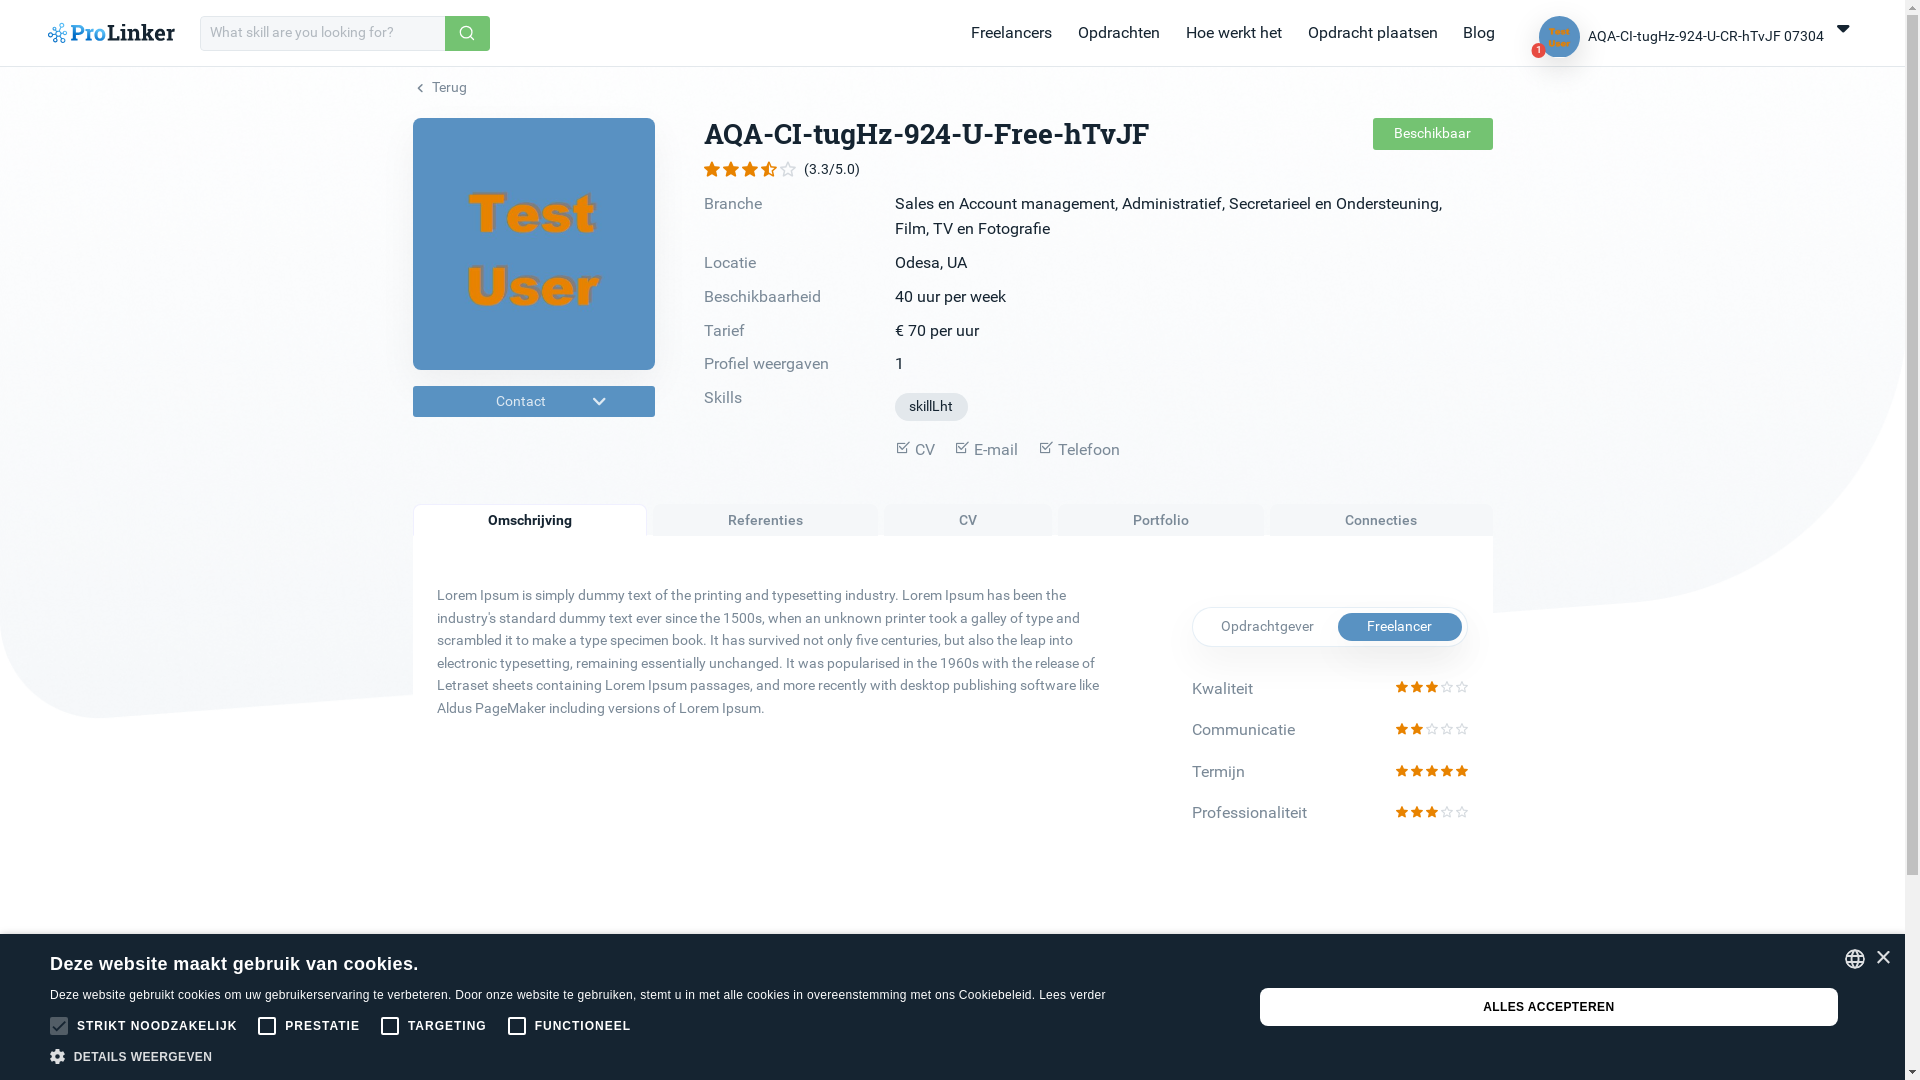 ProLinker
What skill are you looking for?
Freelancers
Opdrachten
Hoe werkt het
Opdracht plaatsen
Blog
Test
User
1
AQA-CI-tugHz-924-U-CR-hTvJF 07304
Terug
Test
User
Contact
AQA-CI-tugHz-924-U-Free-hTvJF
Beschikbaar
(3.3/5.0)
Branche
Sales en Account management, Administratief, Secretarieel en Ondersteuning,
Film, TV en Fotografie
Locatie
Odesa, UA
Beschikbaarheid
40 uur per week
Tarief
€ 70 per uur
Profiel weergaven
1
Skills
skillLht
CV
E-mail
Telefoon
Omschrijving
Referenties
CV
Portfolio
Connecties
Lorem Ipsum is simply dummy text of the printing and typesetting industry. Lorem Ipsum has been the
industry's standard dummy text ever since the 1500s, when an unknown printer took a galley of type and
scrambled it to make a type specimen book. It has survived not only five centuries, but also the leap into
electronic typesetting, remaining essentially unchanged. It was popularised in the 1960s with the release of
Letraset sheets containing Lorem Ipsum passages, and more recently with desktop publishing software like
Aldus PageMaker including versions of Lorem Ipsum.
Opdrachtgever
Freelancer
Kwaliteit
Communicatie
Termijn
Professionaliteit
Deze website maakt gebruik van cookies.
Deze website gebruikt cookies om uw gebruikerservaring te verbeteren. Door onze website te gebruiken, stemt u in met alle cookies in overeenstemming met ons Cookiebeleid. Lees verder
STRIKT NOODZAKELIJK
PRESTATIE
TARGETING
FUNCTIONEEL
DETAILS WEERGEVEN
ALLES ACCEPTEREN